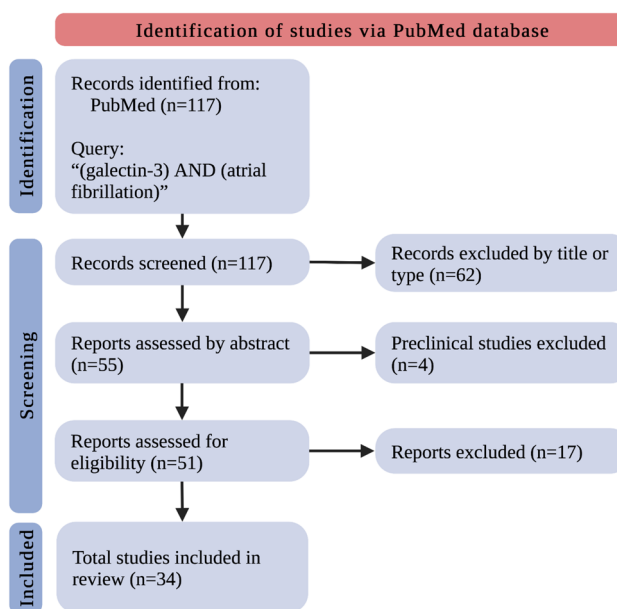 Identification of studies via PubMed database
Identification
Records identified from:
PubMed (n=117)
Query:
“(galectin-3) AND (atrial
fibrillation)”
Screening
Records screened (n=117)
Records excluded by title or
type (n=62)
Reports assessed by abstract
(n=55)
Preclinical studies excluded
(n=4)
Reports assessed for
eligibility (n=51)
Reports excluded (n=17)
Included
Total studies included in
review (n=34)